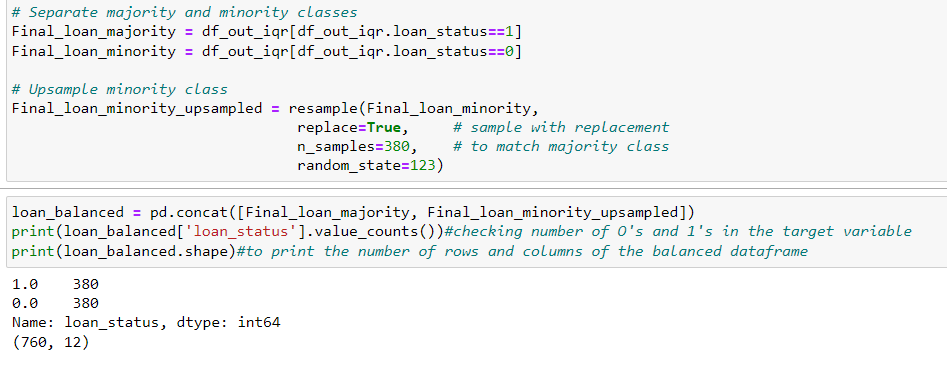 # Separate majority and minority classes
Final_loan_majority = df_out_iqr[df_out_iqr.loan_status==1]
Final_loan_minority = df_out_iqr[df_out_iqr.loan_status==0]
# Upsample minority class
Final_loan_minority_upsampled = resample(Final_loan_minority,
replace=True,     # sample with replacement
n_samples=380,    # to match majority class
random_state=123)
loan_balanced = pd.concat([Final_loan_majority, Final_loan_minority_upsampled])
print(loan_balanced['loan_status'].value_counts())#checking number of O's and 1's in the target variable
print(loan_balanced.shape)#to print the number of rows and columns of the balanced dataframe
1.0    380
0.0    380
Name: loan_status, dtype: int64
(760, 12)